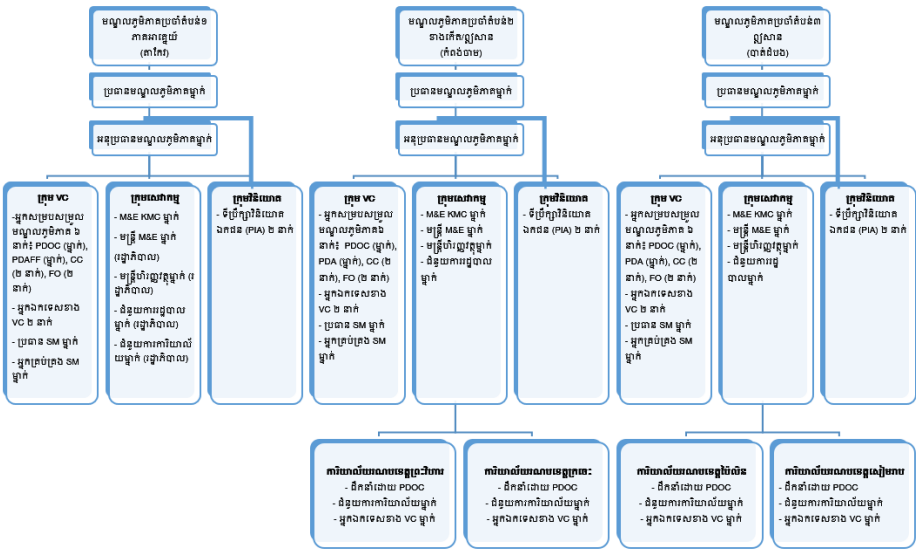 មណ្ឌលភូមិភាគប្រចាំតំបន់១
ភាគអាគ្នេយ៍
(តាកែវ)
ប្រធានមណ្ឌលភូមិភាគម្នាក់
អនុប្រធានមណ្ឌលភូមិភាគម្នាក់
ក្រុម VC
-អ្នកសម្របសម្រួល
មណ្ឌលភូមិភាគ ៦
នាក់៖ PDOC (ម្នាក់),
PDAFF (ម្នាក់), CC
(២ នាក់), FO (២
នាក់)
- អ្នកឯកទេសខាង
VC ២ នាក់
- ប្រធាន SM ម្នាក់
- អ្នកគ្រប់គ្រង SM
ម្នាក់
ក្រុមសេវាកម្ម
- M&E KMC ម្នាក់
- មន្ត្រី M&E ម្នាក់
(រដ្ឋាភិបាល)
- មន្ត្រីហិរញ្ញវត្ថុម្នាក់ (រ
ដ្ឋាភិបាល)
- ជំនួយការរដ្ឋបាល
ម្នាក់ (រដ្ឋាភិបាល)
- ជំនួយការការិយាល័
យម្នាក់ (រដ្ឋាភិបាល)
ក្រុមវិនិយោគ
- ទីប្រឹក្សាវិនិយោគ
ឯកជន (PIA) ២ នាក់
មណ្ឌលភូមិភាគប្រចាំតំបន់២
ខាងកើត/ឦសាន
(កំពង់ចាម)
ប្រធានមណ្ឌលភូមិភាគម្នាក់
អនុប្រធានមណ្ឌលភូមិភាគម្នាក់
ក្រុម VC
- អ្នកសម្របសម្រួល
មណ្ឌលភូមិភាគ៦
នាក់៖ PDOC (ម្នាក់),
PDA (ម្នាក់), CC (២
នាក់), FO (២ នាក់)
- អ្នកឯកទេសខាង
VC ២ នាក់
- ប្រធាន SM ម្នាក់
- អ្នកគ្រប់គ្រង SM
ម្នាក់
ក្រុមសេវាកម្ម
- M&E KMC ម្នាក់
- មន្ត្រី M&E ម្នាក់
- មន្ត្រីហិរញ្ញវត្ថុម្នាក់
- ជំនួយការរដ្ឋបាល
ម្នាក់
ក្រុមវិនិយោគ
- ទីប្រឹក្សាវិនិយោគ
ឯកជន (PIA) ២ នាក់
ការិយាល័យរណបខេត្តព្រះវិហារ
- ដឹកនាំដោយ PDOC
- ជំនួយការការិយាល័យម្នាក់
- អ្នកឯកទេសខាង VC ម្នាក់
ការិយាល័យរណបខេត្តក្រចេះ
- ដឹកនាំដោយ PDOC
- ជំនួយការការិយាល័យម្នាក់
- អ្នកឯកទេសខាង VC ម្នាក់
មណ្ឌលភូមិភាគប្រចាំតំបន់៣
ឦសាន
(បាត់ដំបង)
ប្រធានមណ្ឌលភូមិភាគម្នាក់
អនុប្រធានមណ្ឌលភូមិភាគម្នាក់
ក្រុម VC
- អ្នកសម្របសម្រួល
មណ្ឌលភូមិភាគ ៦
នាក់៖ PDOC (ម្នាក់),
PDA (ម្នាក់), CC (២
នាក់), FO (២ នាក់)
- អ្នកឯកទេសខាង
VC ២ នាក់
- ប្រធាន SM ម្នាក់
- អ្នកគ្រប់គ្រង SM
ម្នាក់
ក្រុមសេវាកម្ម
- M&E KMC ម្នាក់
- មន្ត្រី M&E ម្នាក់
- មន្ត្រីហិរញ្ញវត្ថុម្នាក់
- ជំនួយការរដ្ឋ
បាលម្នាក់
ក្រុមវិនិយោគ
- ទីប្រឹក្សាវិនិយោគ
ឯកជន (PIA) ២ នាក់
ការិយាល័យរណបខេត្តប៉ៃលិន
- ដឹកនាំដោយ PDOC
- ជំនួយការការិយាល័យម្នាក់
- អ្នកឯកទេសខាង VC ម្នាក់
ការិយាល័យរណបខេត្តសៀមរាប
- ដឹកនាំដោយ PDOC
- ជំនួយការការិយាល័យម្នាក់
- អ្នកឯកទេសខាង VC ម្នាក់